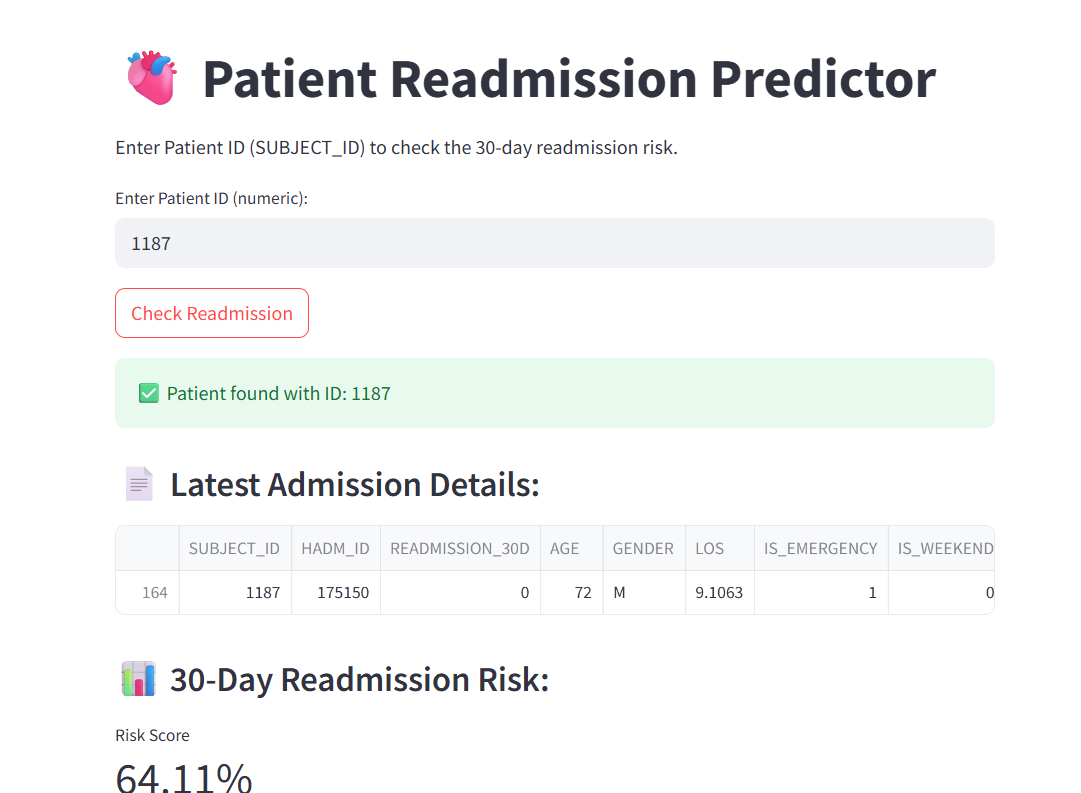 Patient Readmission Predictor
Enter Patient ID (SUBJECT_ID) to check the 30-day readmission risk.
Enter Patient ID (numeric):
1187
Check Readmission
Patient found with ID: 1187
Latest Admission Details:
SUBJECT_ID HADM_ID READMISSION_30D AGE GENDER LOS IS_EMERGENCY IS_WEEKEND
164 1187 175150 0 72 M 9.1063 1 0
30-Day Readmission Risk:
Risk Score
64.11%